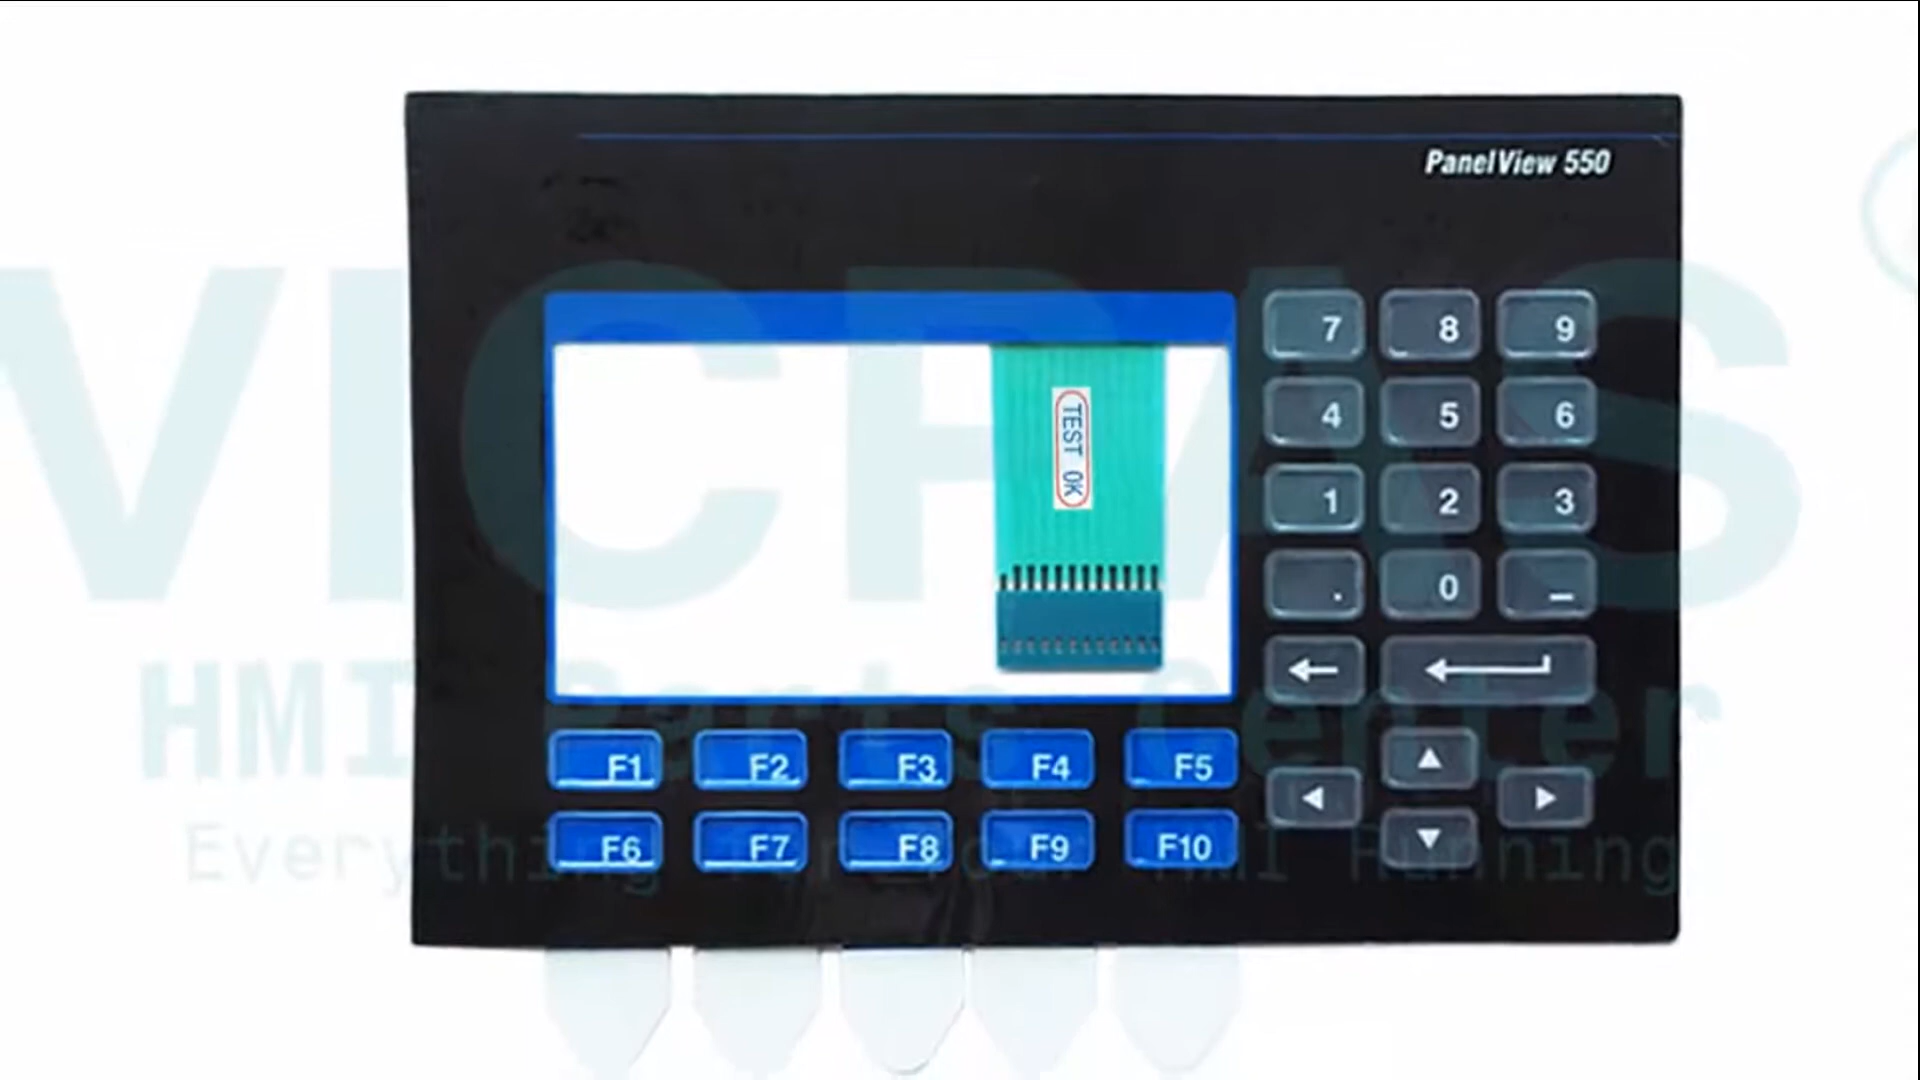 PanelView 550
VICPAS
HMI Parts Center
Everything for Your HMI Running
TEST OK
7 8 9
4 5 6
1 2 3
. 0 –
F1 F2 F3 F4 F5
F6 F7 F8 F9 F10